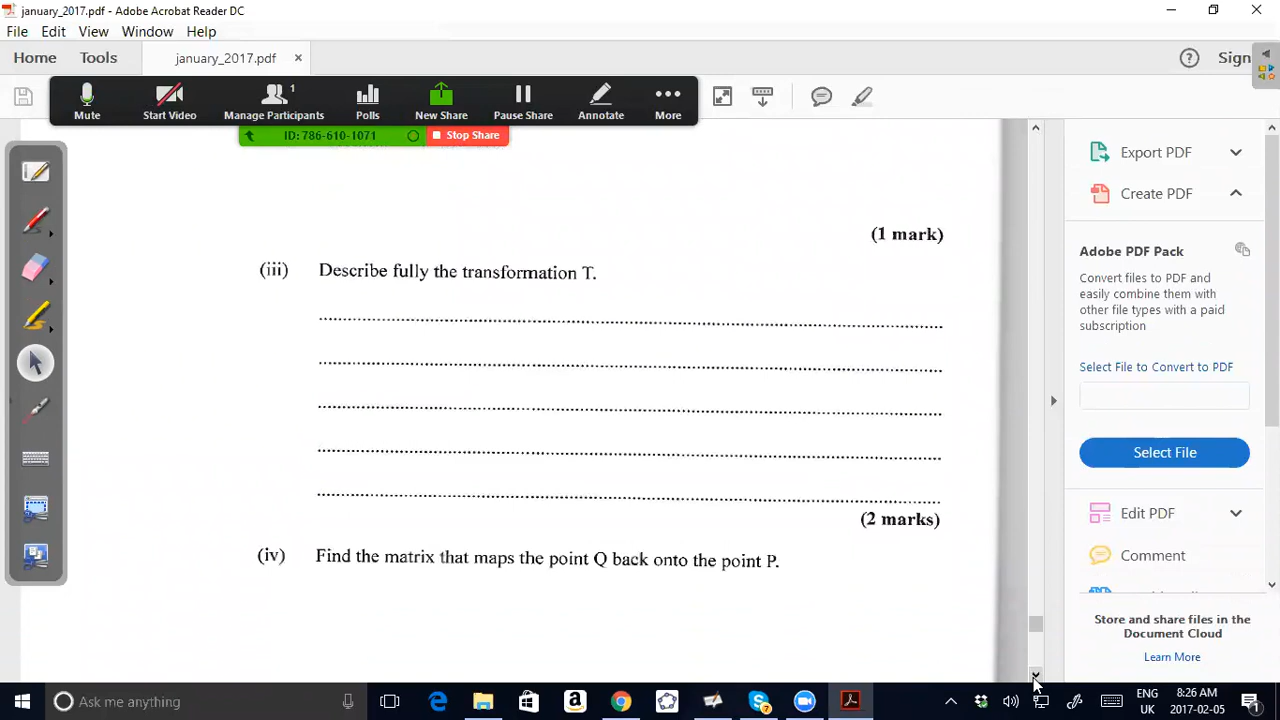 january_2017.pdf - Adobe Acrobat Reader DC
File Edit View Window Help
Home Tools january_2017.pdf × Sign
Mute Start Video Manage Participants 1 Polls New Share Pause Share Annotate More
ID: 786-610-1071 Stop Share
(1 mark)
(iii) Describe fully the transformation T.
(2 marks)
(iv) Find the matrix that maps the point Q back onto the point P.
Export PDF
Create PDF
Adobe PDF Pack
Convert files to PDF and
easily combine them with
other file types with a paid
subscription
Select File to Convert to PDF
Select File
Edit PDF
Comment
Store and share files in the
Document Cloud
Learn More
Ask me anything
ENG
UK
8:26 AM
2017-02-05